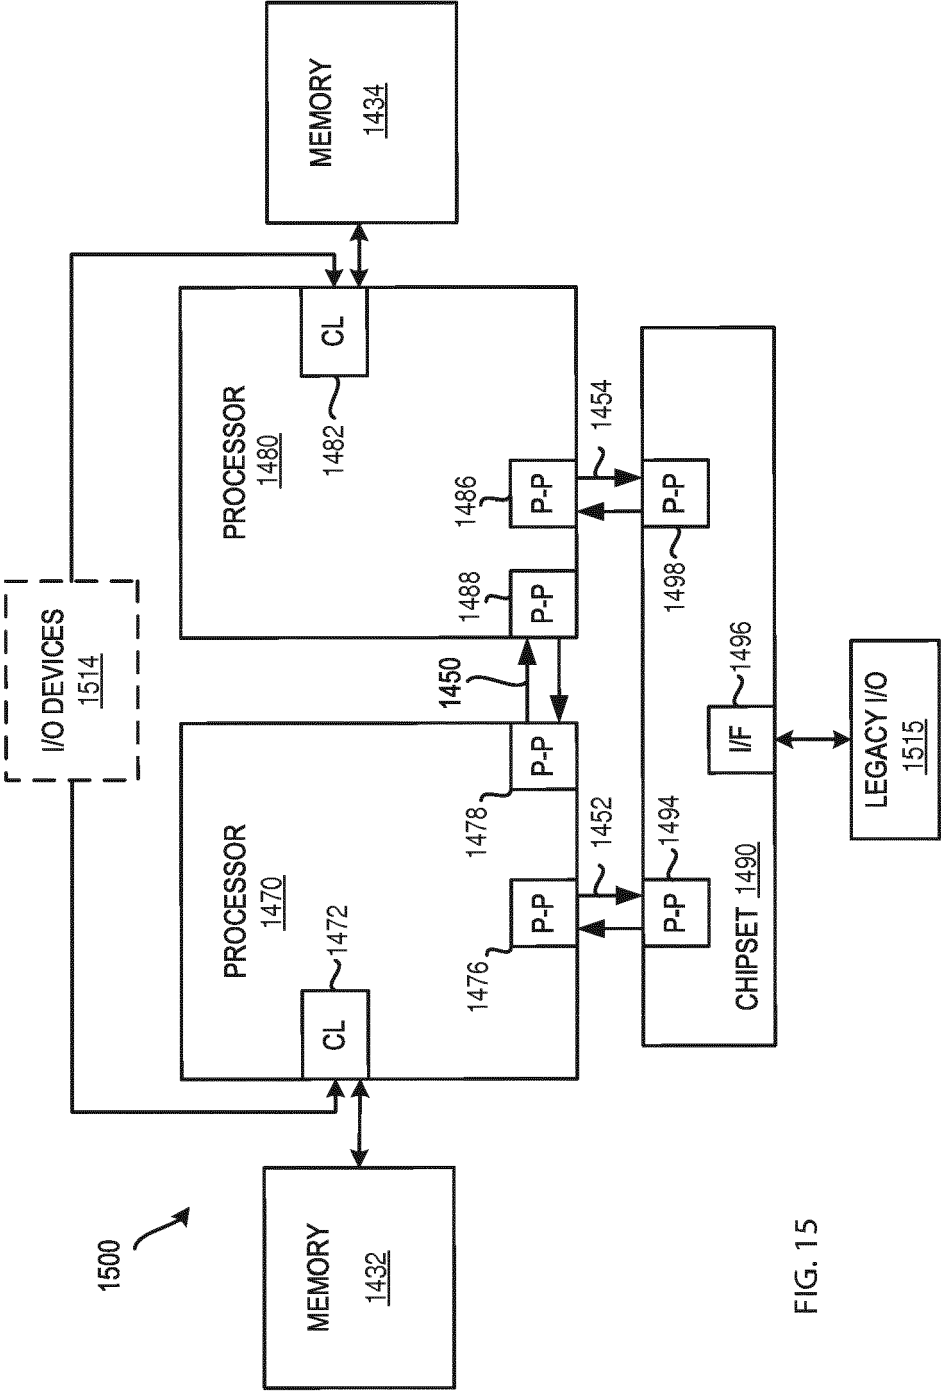 1500
I/O DEVICES
1514
PROCESSOR
1470
PROCESSOR
1480
MEMORY
1432
CL
1472
CL
1482
MEMORY
1434
1450
1476
1478
1488
1486
P-P
P-P
P-P
P-P
1452
1454
P-P
1494
P-P
1498
CHIPSET 1490
I/F
1496
LEGACY I/O
1515
FIG. 15